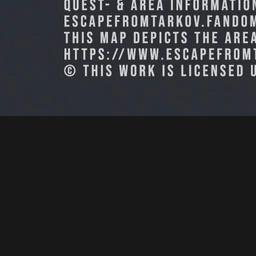 QUEST- & AREA INFORMATION
ESCAPEFROMTARKOV.FANDOM
THIS MAP DEPICTS THE AREA
HTTPS://WWW.ESCAPEFROMT
© THIS WORK IS LICENSED U